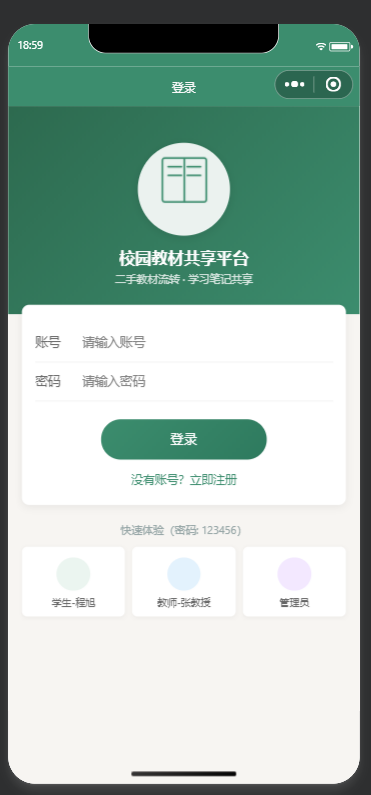 18:59
登录
校园教材共享平台
二手教材流转 · 学习笔记共享
账号 请输入账号
密码 请输入密码
登录
没有账号？立即注册
快速体验（密码: 123456）
学生-程旭 教师-张教授 管理员